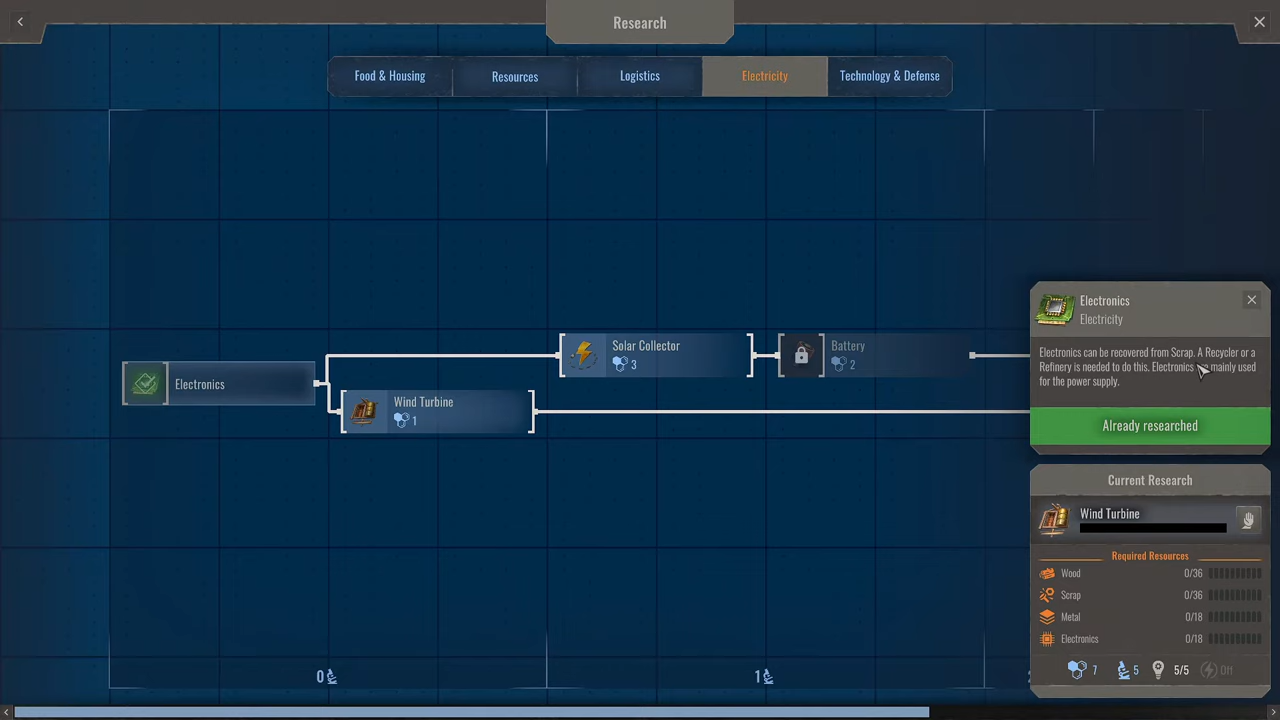 Research
Food & Housing
Resources
Logistics
Electricity
Technology & Defense
Electronics
Wind Turbine
1
Solar Collector
3
Battery
2
0
1
Electronics
Electricity
Electronics can be recovered from Scrap. A Recycler or a
Refinery is needed to do this. Electronics mainly used
for the power supply.
Already researched
Current Research
Wind Turbine
Required Resources
Wood 0/36
Scrap 0/36
Metal 0/18
Electronics 0/18
7 5 5/5 Off